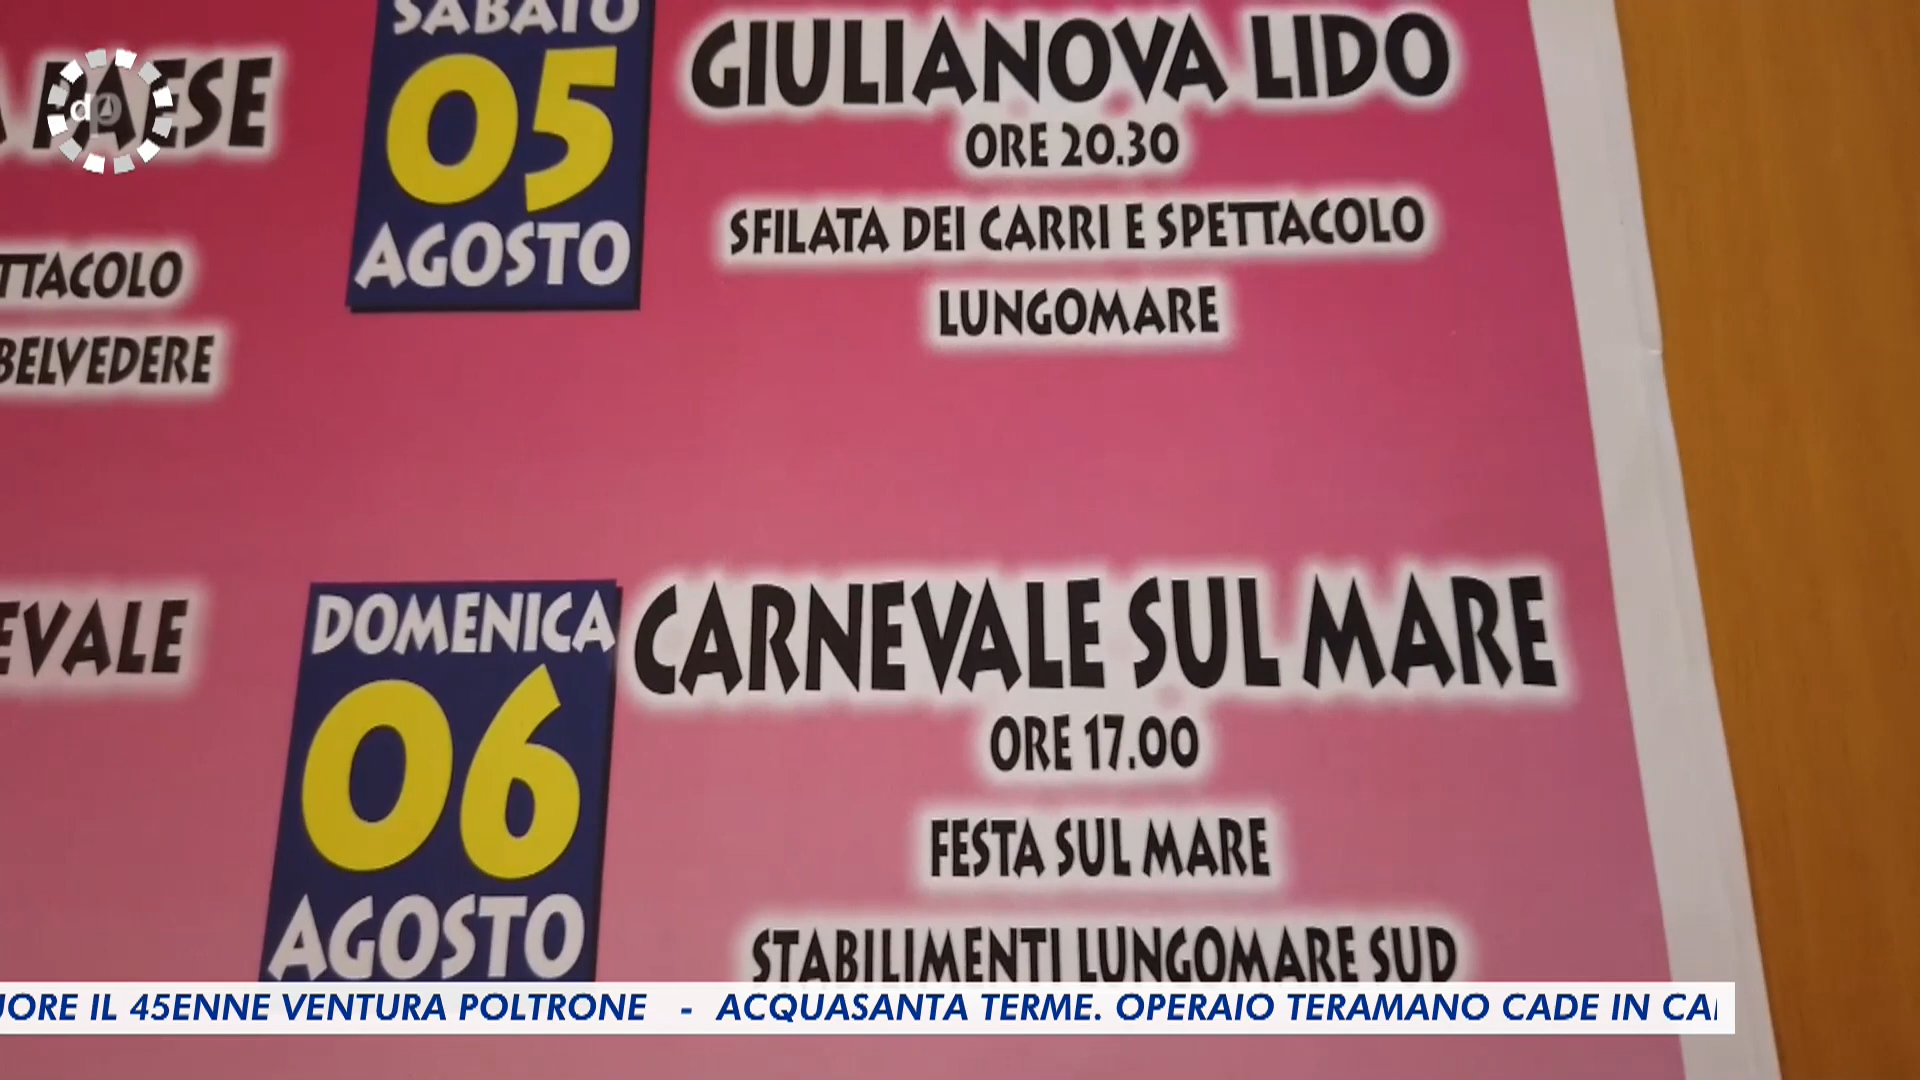 PAESE
TTACOLO
BELVEDERE
EVALE
SABATO
05
AGOSTO
GIULIANOVA LIDO
ORE 20.30
SFILATA DEI CARRI E SPETTACOLO
LUNGOMARE
DOMENICA
06
AGOSTO
CARNEVALE SUL MARE
ORE 17.00
FESTA SUL MARE
STABILIMENTI LUNGOMARE SUD
UORE IL 45ENNE VENTURA POLTRONE - ACQUASANTA TERME. OPERAIO TERAMANO CADE IN CA